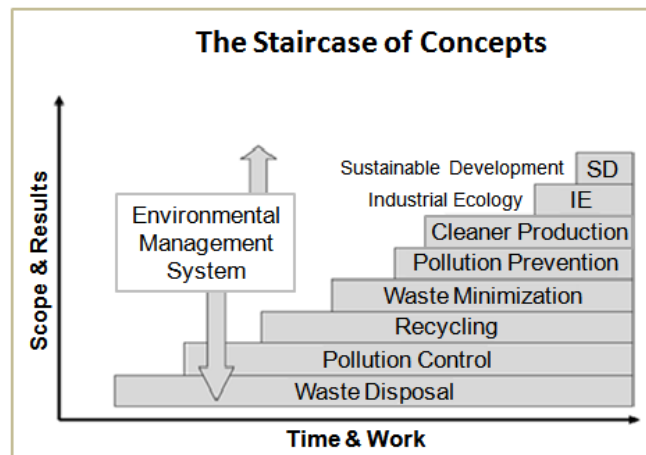 The Staircase of Concepts
Scope & Results
Environmental
Management
System
Sustainable Development
SD
Industrial Ecology
IE
Cleaner Production
Pollution Prevention
Waste Minimization
Recycling
Pollution Control
Waste Disposal
Time & Work